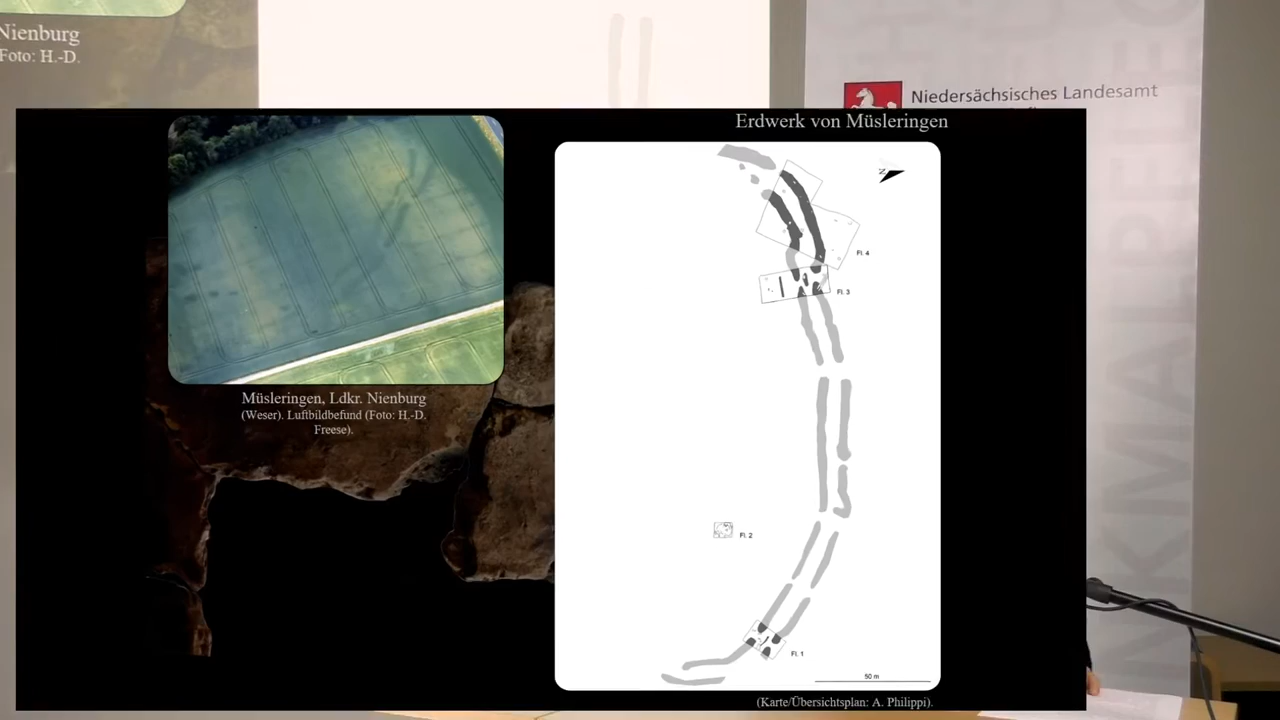 Nienburg
Foto: H.-D.
Niedersächsisches Landesamt
Erdwerk von Müsleringen
N
Fl. 4
Fl. 3
Müsleringen, Ldkr. Nienburg
(Weser). Luftbildbefund (Foto: H.-D.
Freese).
Fl. 2
Fl. 1
50 m
(Karte/Übersichtsplan: A. Philippi).